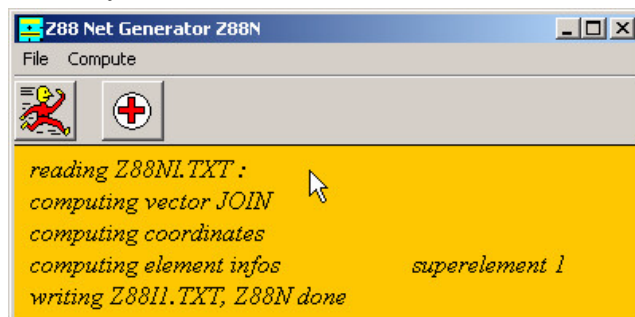 Z88 Net Generator Z88N
File Compute
reading Z88NI.TXT :
computing vector JOIN
computing coordinates
computing element infos superelement 1
writing Z88I1.TXT, Z88N done